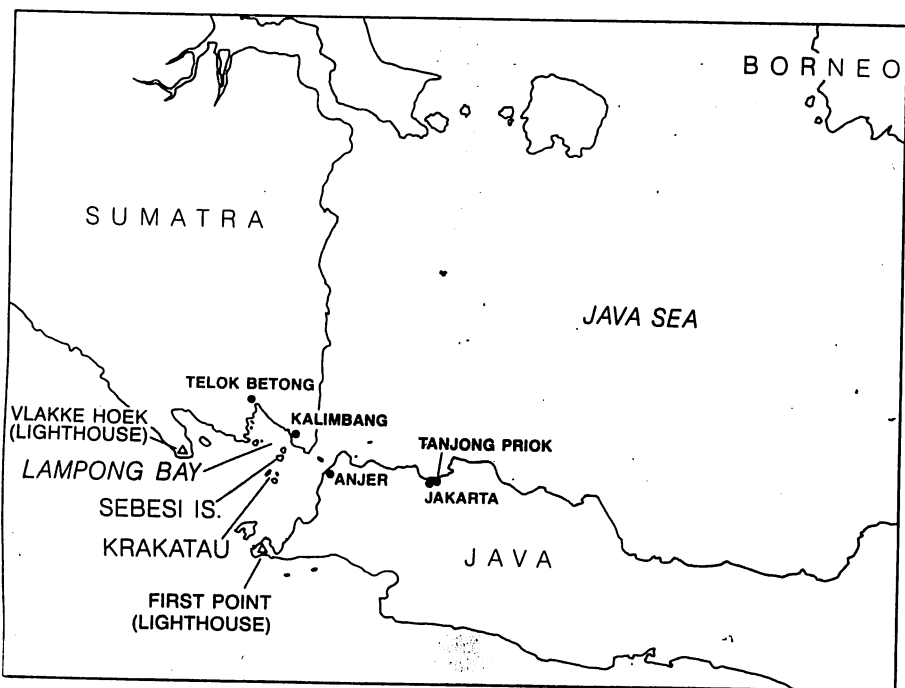 BORNEO
SUMATRA
JAVA SEA
TELOK BETONG
VLAKKE HOEK
(LIGHTHOUSE)
KALIMBANG
LAMPONG BAY
TANJONG PRIOK
ANJER
SEBESI IS.
JAKARTA
KRAKATAU
JAVA
FIRST POINT
(LIGHTHOUSE)